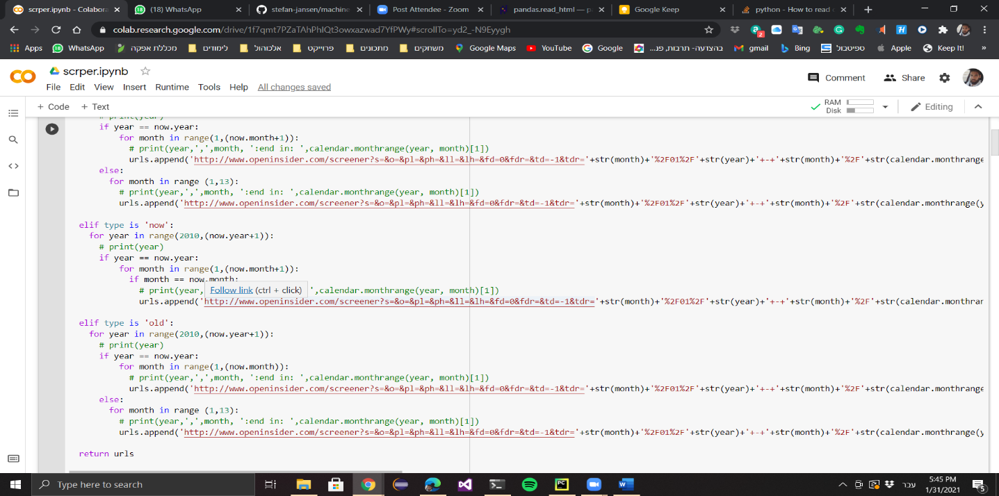 scrper.ipynb - Colabora
(18) WhatsApp
stefan-jansen/machine
Post Attendee - Zoom
pandas.read_html — pa
Google Keep
python - How to read
colab.research.google.com/drive/1f7qmt7PZaTAhPhIQt3owxazwad7YfPWy#scrollTo=yd2_-N9Eyygh
Apps WhatsApp מכללת אפקה לימודים אלכוהול פרוייקט מתכונים משחקים Google Maps YouTube Google בהצדעה- תרבות, פנ... gmail Bing ספיטבול Apple Keep It! »
scrper.ipynb
File Edit View Insert Runtime Tools Help All changes saved
Comment Share
+ Code + Text
RAM
Disk
Editing
# print(year)
if year == now.year:
for month in range(1,(now.month+1)):
# print(year,',',month, ':end in: ',calendar.monthrange(year, month)[1])
urls.append('http://www.openinsider.com/screener?s=&o=&pl=&ph=&ll=&lh=&fd=0&fdr=&td=-1&tdr='+str(month)+'%2F01%2F'+str(year)+'+-+'+str(month)+'%2F'+str(calendar.monthrange
else:
for month in range (1,13):
# print(year,',',month, ':end in: ',calendar.monthrange(year, month)[1])
urls.append('http://www.openinsider.com/screener?s=&o=&pl=&ph=&ll=&lh=&fd=0&fdr=&td=-1&tdr='+str(month)+'%2F01%2F'+str(year)+'+-+'+str(month)+'%2F'+str(calendar.monthrange(y
elif type is 'now':
for year in range(2010,(now.year+1)):
# print(year)
if year == now.year:
for month in range(1,(now.month+1)):
if month == now.month:
# print(year, Follow link (ctrl + click) ',calendar.monthrange(year, month)[1])
urls.append('http://www.openinsider.com/screener?s=&o=&pl=&ph=&ll=&lh=&fd=0&fdr=&td=-1&tdr='+str(month)+'%2F01%2F'+str(year)+'+-+'+str(month)+'%2F'+str(calendar.monthran
elif type is 'old':
for year in range(2010,(now.year+1)):
# print(year)
if year == now.year:
for month in range(1,(now.month)):
# print(year,',',month, ':end in: ',calendar.monthrange(year, month)[1])
urls.append('http://www.openinsider.com/screener?s=&o=&pl=&ph=&ll=&lh=&fd=0&fdr=&td=-1&tdr='+str(month)+'%2F01%2F'+str(year)+'+-+'+str(month)+'%2F'+str(calendar.monthrange
else:
for month in range (1,13):
# print(year,',',month, ':end in: ',calendar.monthrange(year, month)[1])
urls.append('http://www.openinsider.com/screener?s=&o=&pl=&ph=&ll=&lh=&fd=0&fdr=&td=-1&tdr='+str(month)+'%2F01%2F'+str(year)+'+-+'+str(month)+'%2F'+str(calendar.monthrange(y
return urls
Type here to search
עבר
5:45 PM
1/31/2021
5